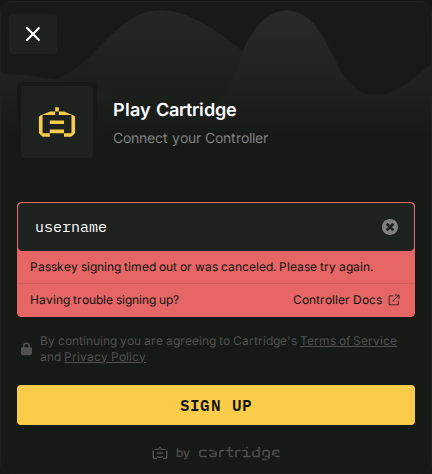 Play Cartridge
Connect your Controller
username
Passkey signing timed out or was canceled. Please try again.
Having trouble signing up? Controller Docs
By continuing you are agreeing to Cartridge's Terms of Service
and Privacy Policy
SIGN UP
by cartridge